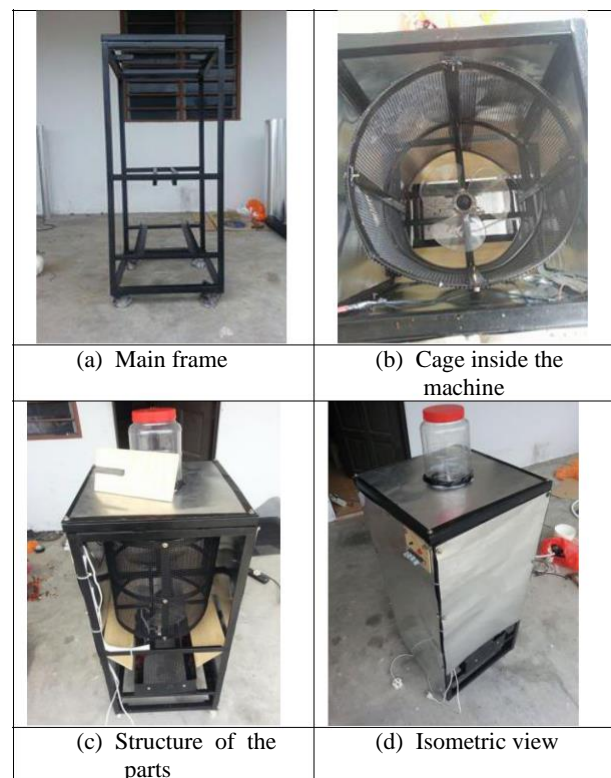 (a) Main frame
(b) Cage inside the
machine
(c) Structure of the
parts
(d) Isometric view